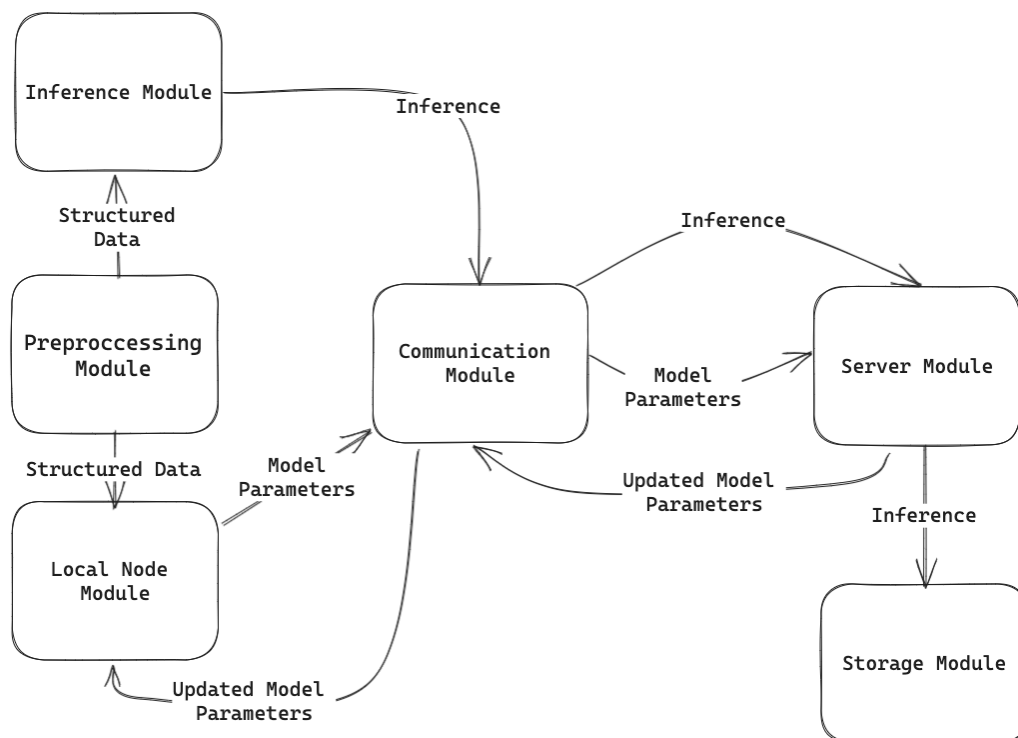 Inference Module
Inference
Structured
Data
Inference
Preproccessing
Module
Communication
Module
Model
Parameters
Server Module
Structured Data
Model
Parameters
Updated Model
Parameters
Inference
Local Node
Module
Storage Module
Updated Model
Parameters